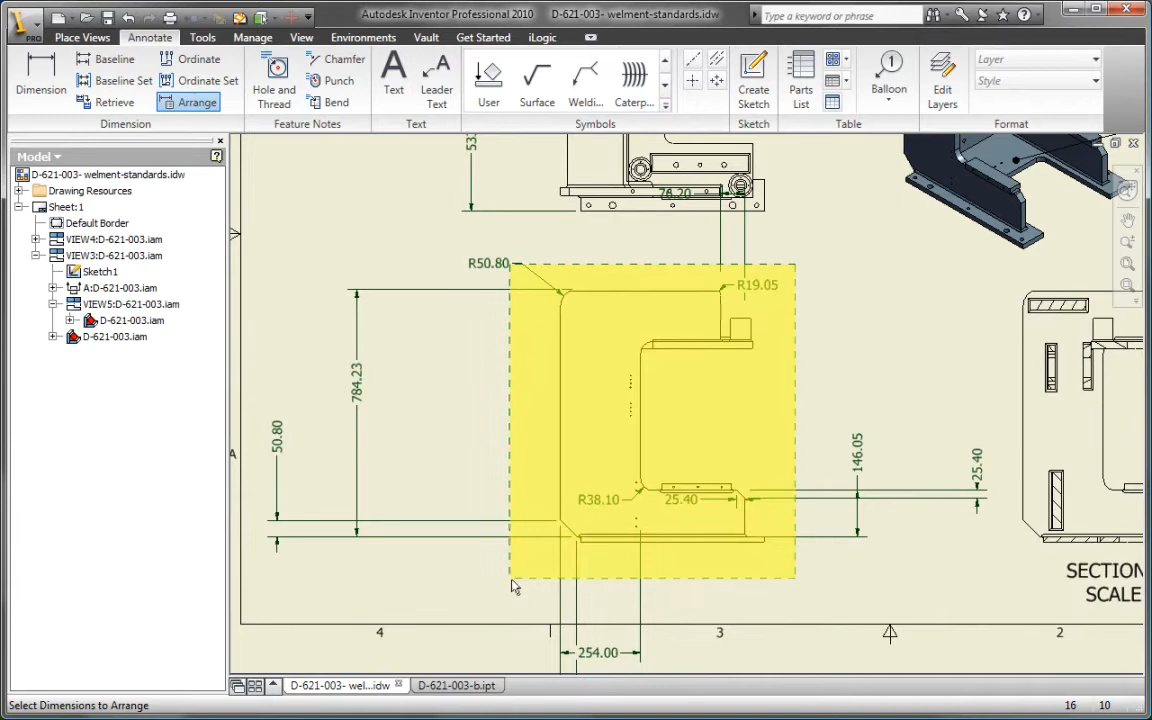 Autodesk Inventor Professional 2010 D-621-003- welment-standards.idw
Type a keyword or phrase
PRO
Place Views Annotate Tools Manage View Environments Vault Get Started iLogic
Dimension
Baseline
Baseline Set
Retrieve
Ordinate
Ordinate Set
Arrange
Dimension
Hole and
Thread
Chamfer
Punch
Bend
Feature Notes
Text
Leader
Text
Text
User
Surface
Weldi...
Caterp...
Symbols
Create
Sketch
Sketch
Parts
List
Balloon
Table
Edit
Layers
Layer
Style
Format
Model
D-621-003- welment-standards.idw
Drawing Resources
Sheet:1
Default Border
VIEW4:D-621-003.iam
VIEW3:D-621-003.iam
Sketch1
A:D-621-003.iam
VIEW5:D-621-003.iam
D-621-003.iam
D-621-003.iam
76.20
R50.80
R19.05
784.23
50.80
A
R38.10
25.40
146.05
25.40
254.00
SECTION
SCALE
4 3 2
D-621-003- wel...idw
D-621-003-b.ipt
Select Dimensions to Arrange
16 10